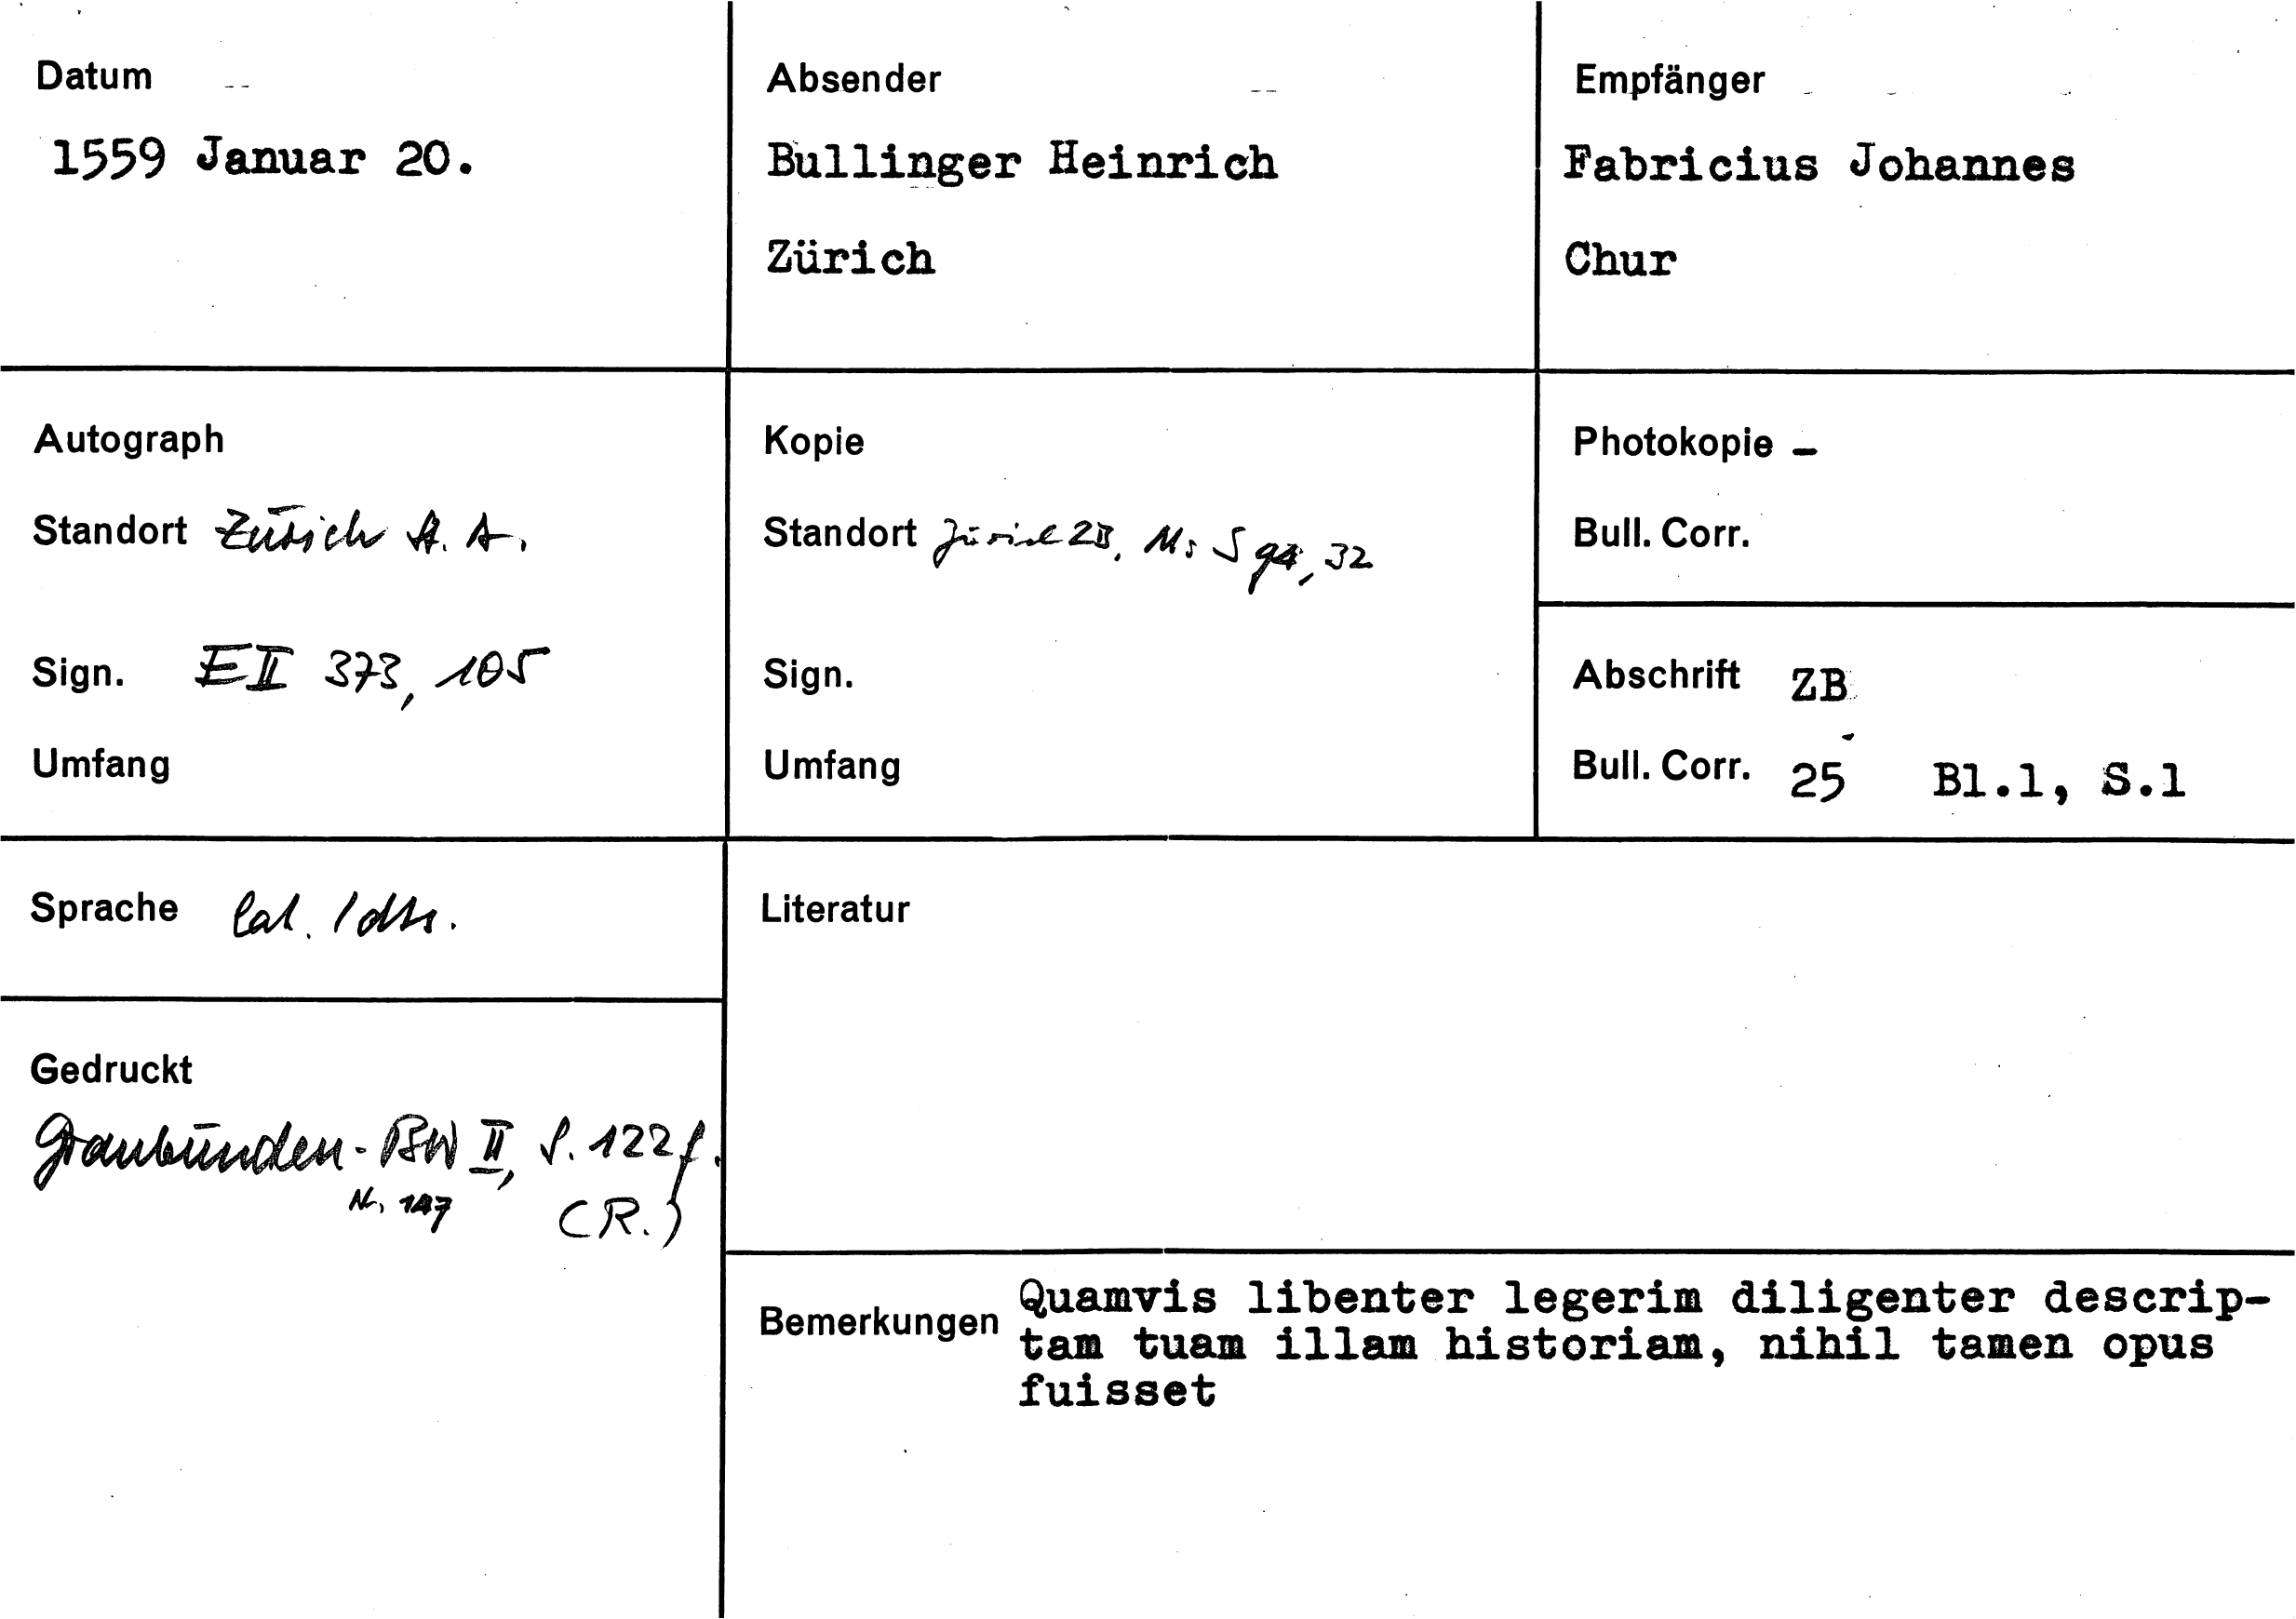 Datum
1559 Januar 20.
Absender
Bullinger Heinrich
Zürich
Empfänger
Fabricius Johannes
Chur
Autograph
Standort Zürich St. A.
Sign. E II 373, 105
Umfang
Kopie
Standort Zürich ZB, Ms S 94, 32
Sign.
Umfang
Photokopie –
Bull. Corr.
Abschrift ZB
Bull. Corr. 25 Bl.1, S.1
Sprache lat. / dts.
Gedruckt
Graubünden-BW II, S. 122 f.
Nr. 147 (R.)
Literatur
Bemerkungen Quamvis libenter legerim diligenter descrip-
tam tuam illam historiam, nihil tamen opus
fuisset